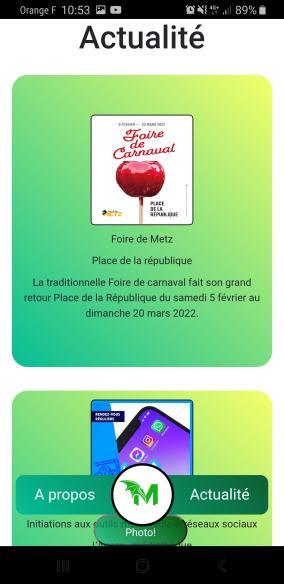 Orange F 10:53
4G+
89%
Actualité
5 FÉVRIER — 20 MARS 2022
Foire
de
Carnaval
PLACE
DE LA
RÉPUBLIQUE
METZ
Foire de Metz
Place de la république
La traditionnelle Foire de carnaval fait son grand
retour Place de la République du samedi 5 février au
dimanche 20 mars 2022.
RENDEZ-VOUS
RÉGULIERS
A propos
M
Actualité
Initiations aux outils réseaux sociaux
Photo!